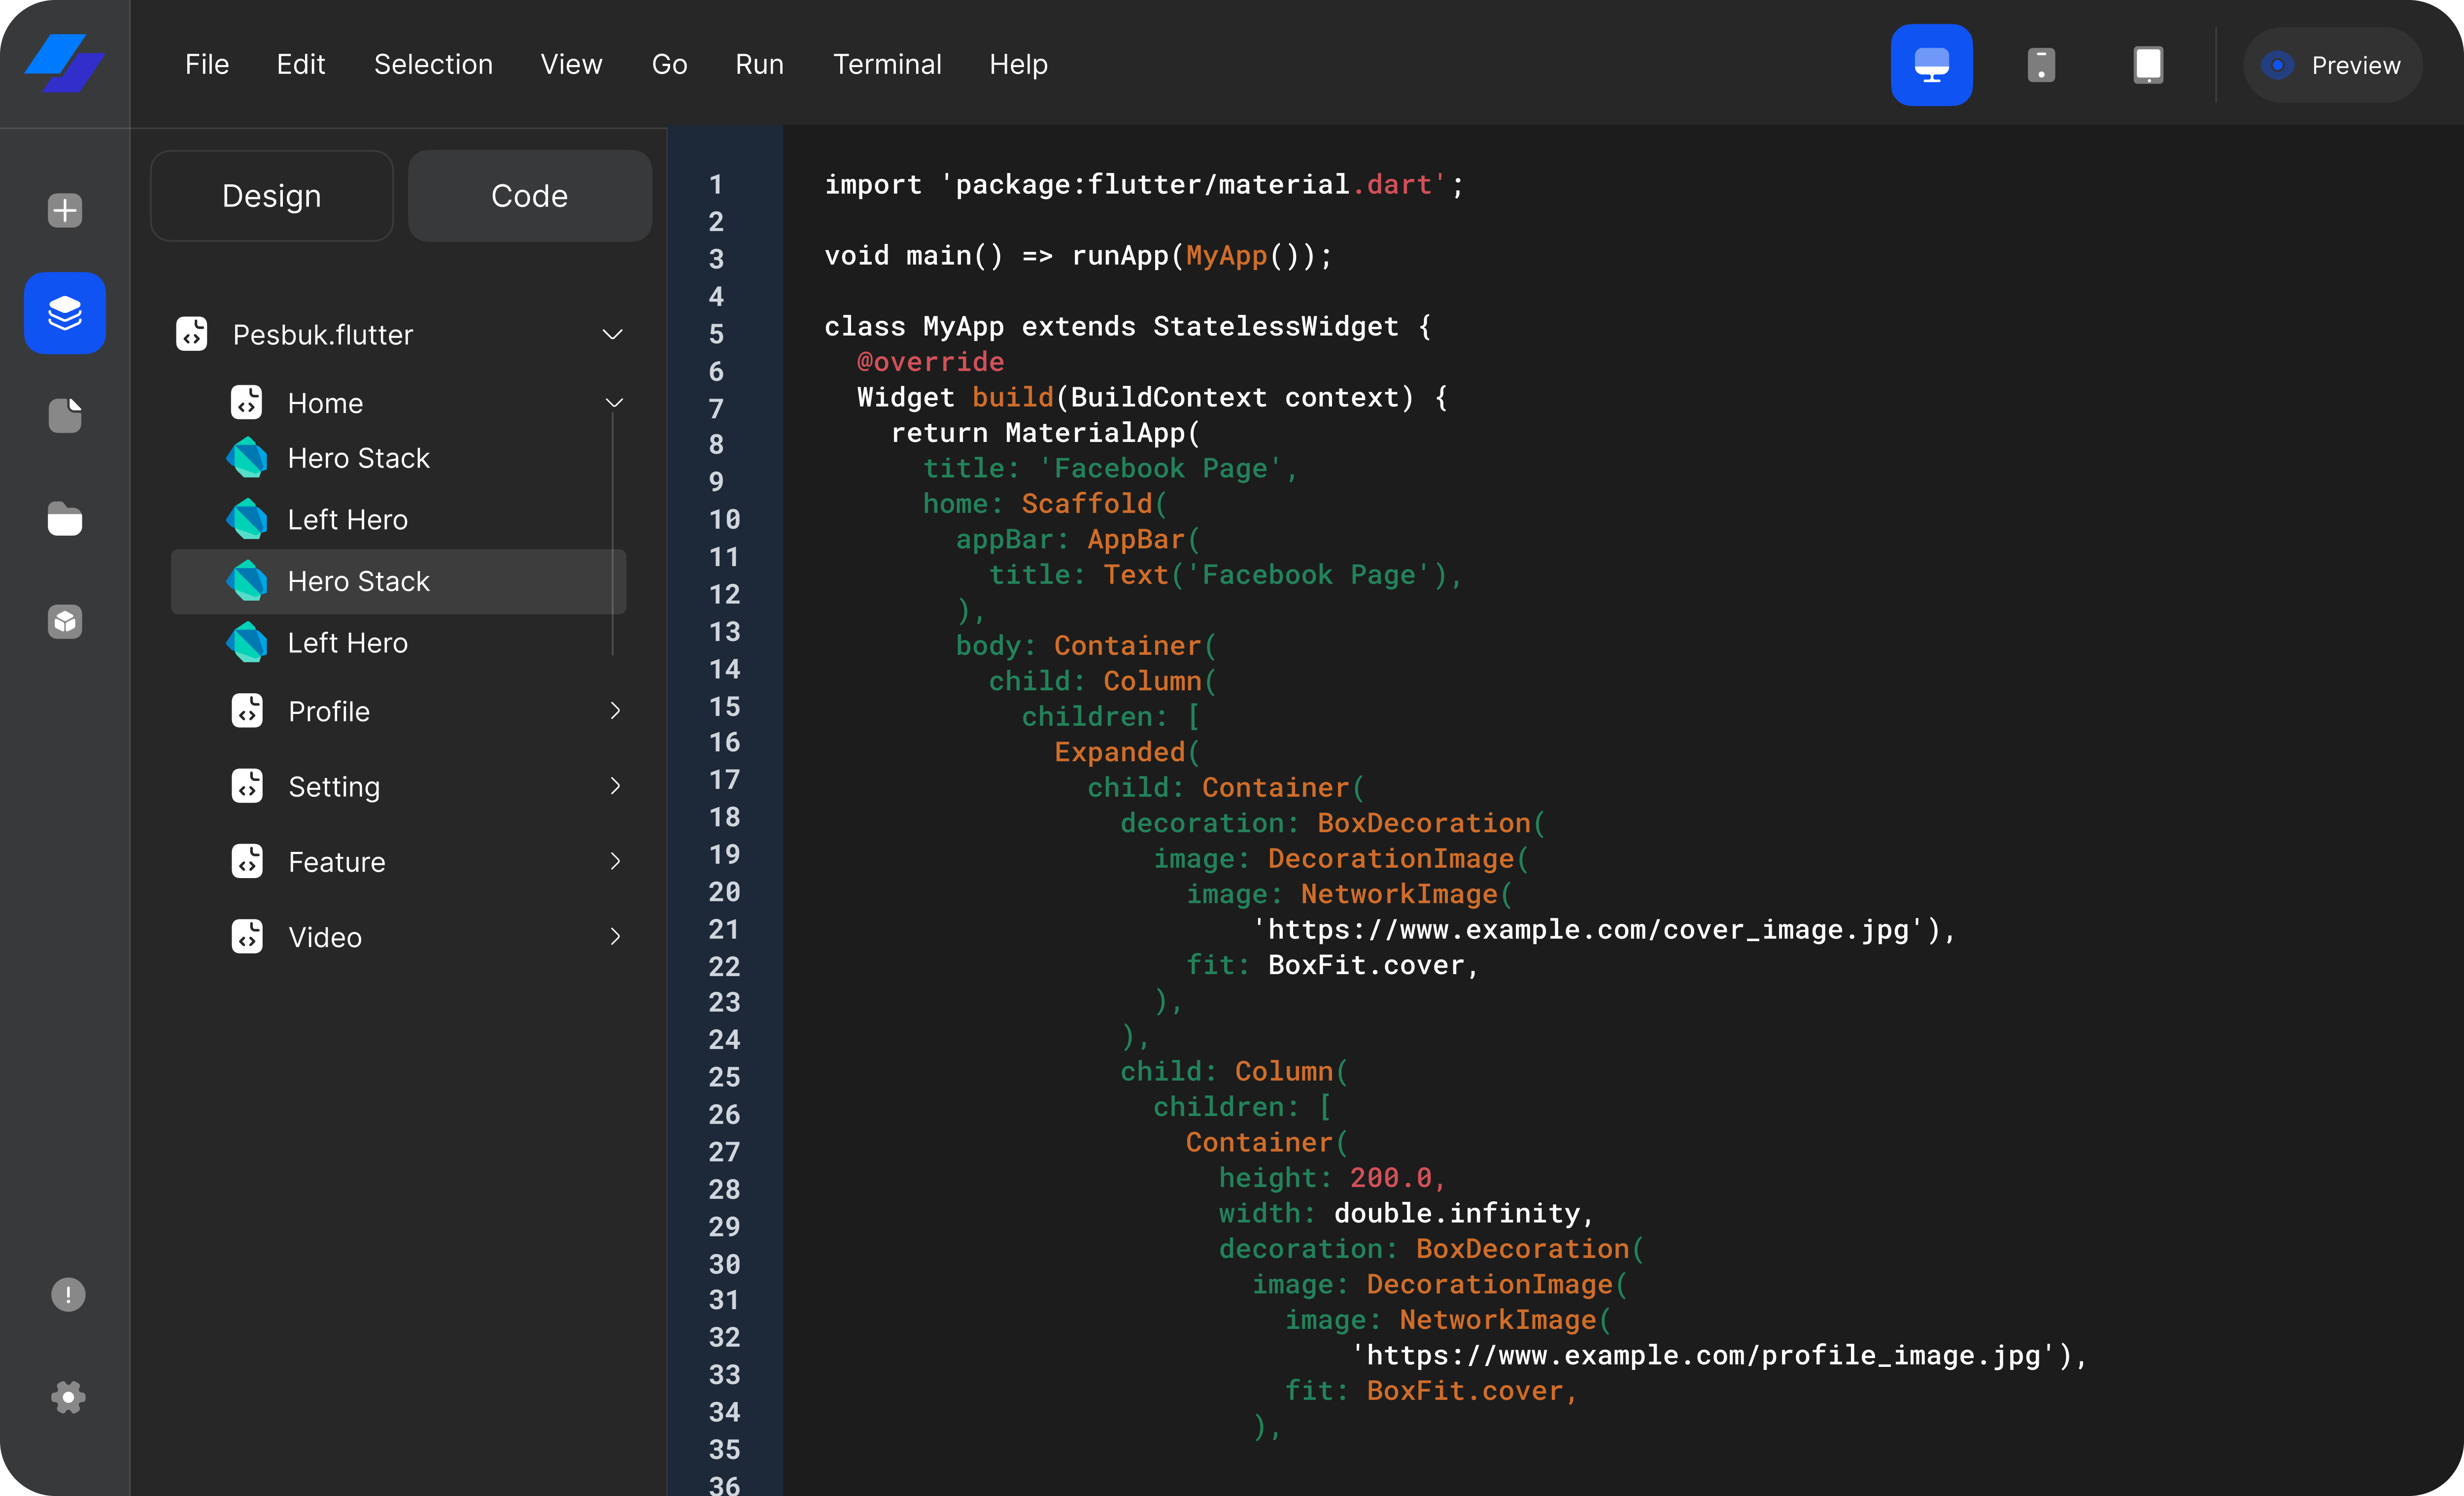 File Edit Selection View Go Run Terminal Help Preview
Design Code
Pesbuk.flutter
Home
Hero Stack
Left Hero
Hero Stack
Left Hero
Profile
Setting
Feature
Video
1
2
3
4
5
6
7
8
9
10
11
12
13
14
15
16
17
18
19
20
21
22
23
24
25
26
27
28
29
30
31
32
33
34
35
36
import 'package:flutter/material.dart';
void main() => runApp(MyApp());
class MyApp extends StatelessWidget {
@override
Widget build(BuildContext context) {
return MaterialApp(
title: 'Facebook Page',
home: Scaffold(
appBar: AppBar(
title: Text('Facebook Page'),
),
body: Container(
child: Column(
children: [
Expanded(
child: Container(
decoration: BoxDecoration(
image: DecorationImage(
image: NetworkImage(
'https://www.example.com/cover_image.jpg'),
fit: BoxFit.cover,
),
),
child: Column(
children: [
Container(
height: 200.0,
width: double.infinity,
decoration: BoxDecoration(
image: DecorationImage(
image: NetworkImage(
'https://www.example.com/profile_image.jpg'),
fit: BoxFit.cover,
),